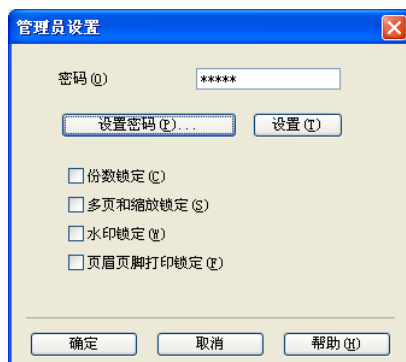 管理员设置
密码(O) *****
设置密码(P)... 设置(T)
份数锁定(C)
多页和缩放锁定(S)
水印锁定(W)
页眉页脚打印锁定(F)
确定 取消 帮助(H)